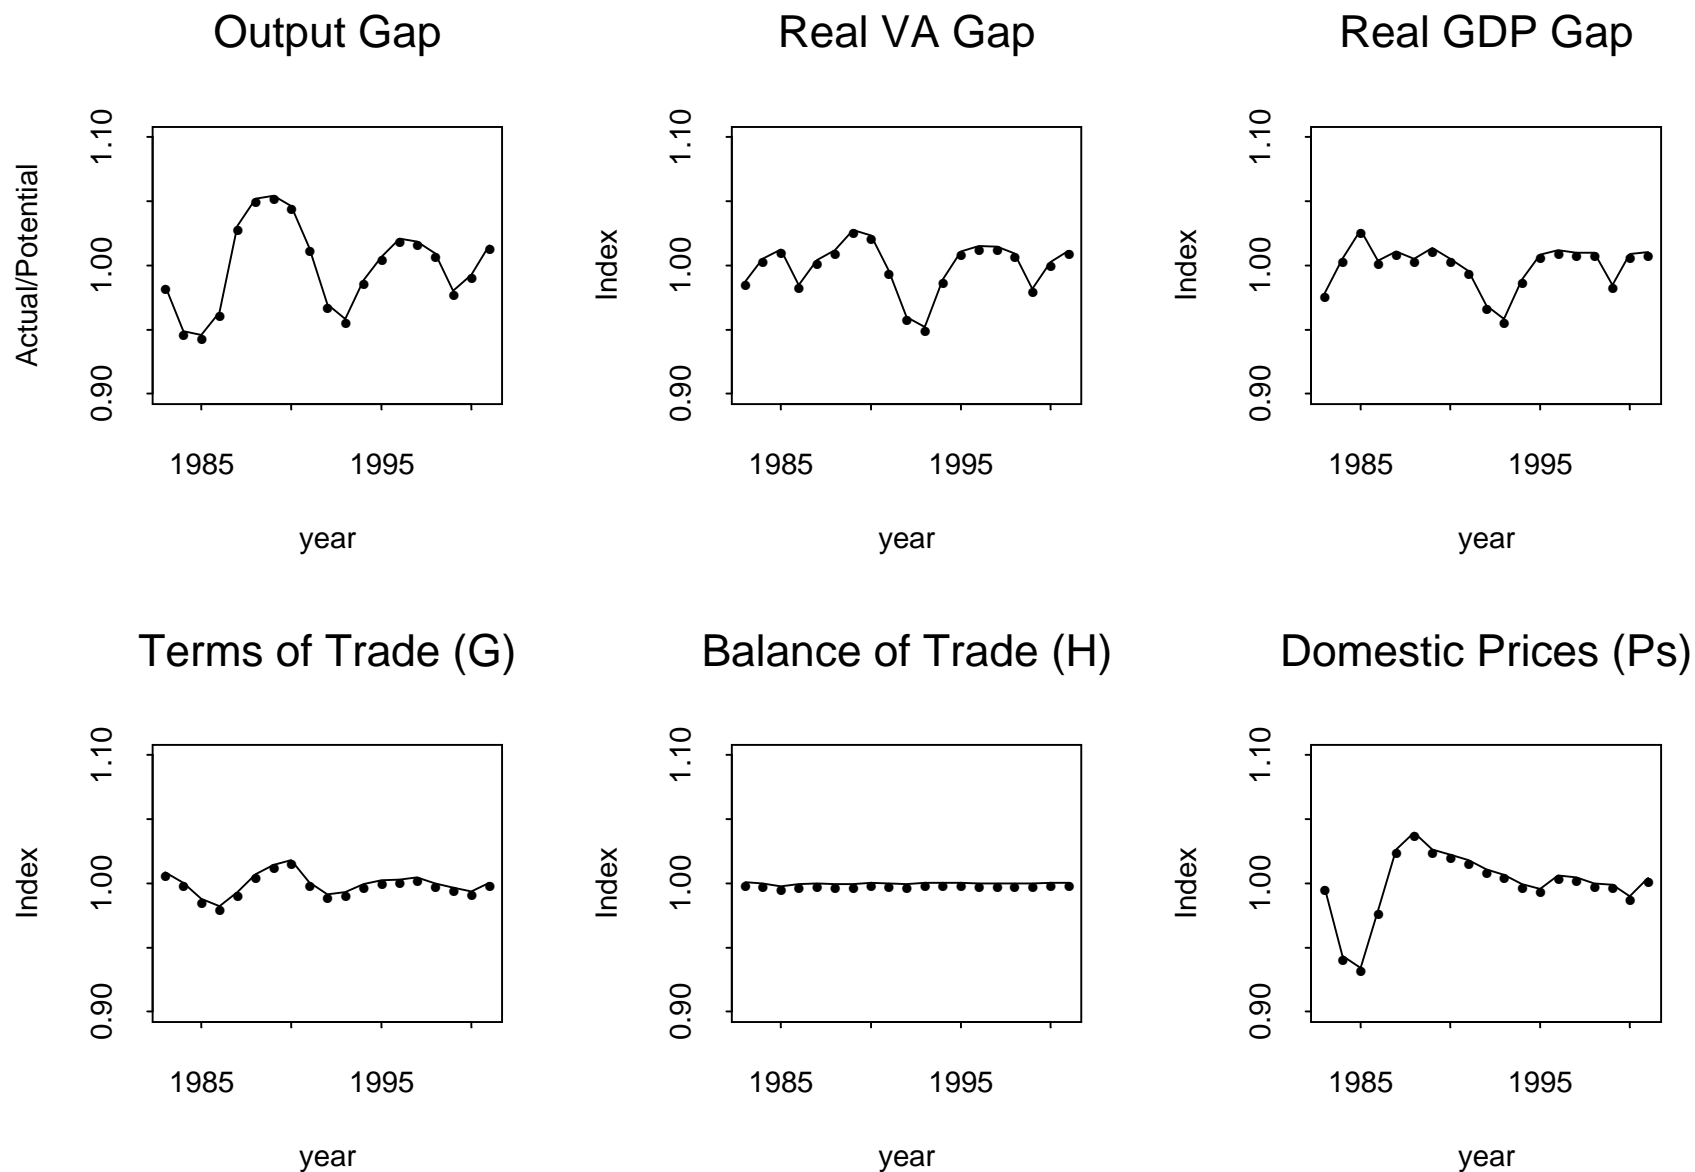 Output Gap
Actual/Potential
1.10
1.00
0.90
1985
1995
year
Real VA Gap
Index
1.10
1.00
0.90
1985
1995
year
Real GDP Gap
Index
1.10
1.00
0.90
1985
1995
year
Terms of Trade (G)
Index
1.10
1.00
0.90
1985
1995
year
Balance of Trade (H)
Index
1.10
1.00
0.90
1985
1995
year
Domestic Prices (Ps)
Index
1.10
1.00
0.90
1985
1995
year